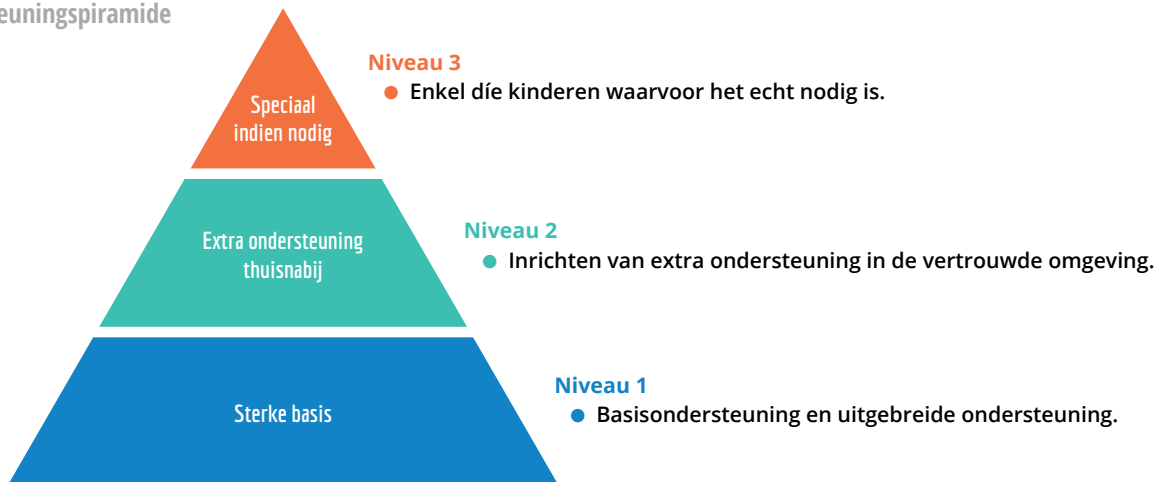 euningspiramide
Niveau 3
Enkel díe kinderen waarvoor het echt nodig is.
Speciaal
indien nodig
Niveau 2
Inrichten van extra ondersteuning in de vertrouwde omgeving.
Extra ondersteuning
thuisnabij
Niveau 1
Basisondersteuning en uitgebreide ondersteuning.
Sterke basis